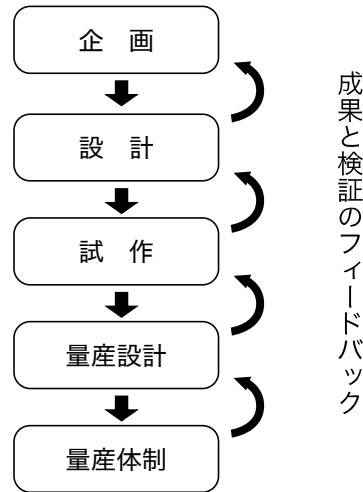 企　画
設　計
試　作
量産設計
量産体制
成果と検証のフィードバック